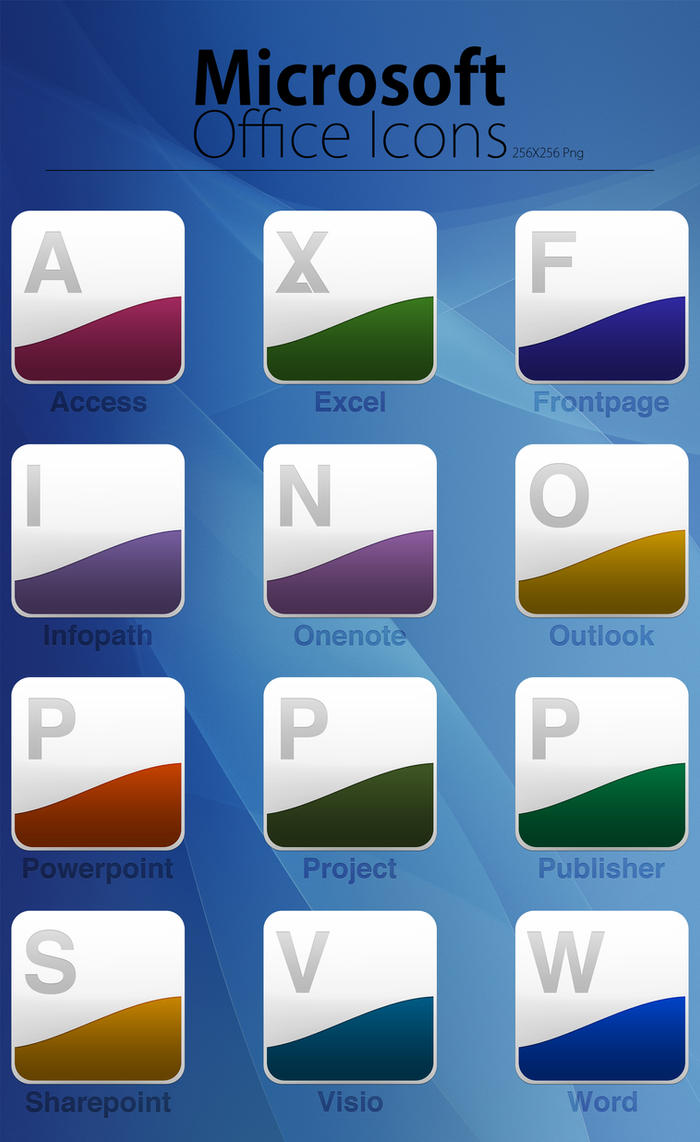 Microsoft
Office Icons 256X256 Png
A X F
Access Excel Frontpage
I N O
Infopath Onenote Outlook
P P P
Powerpoint Project Publisher
S V W
Sharepoint Visio Word